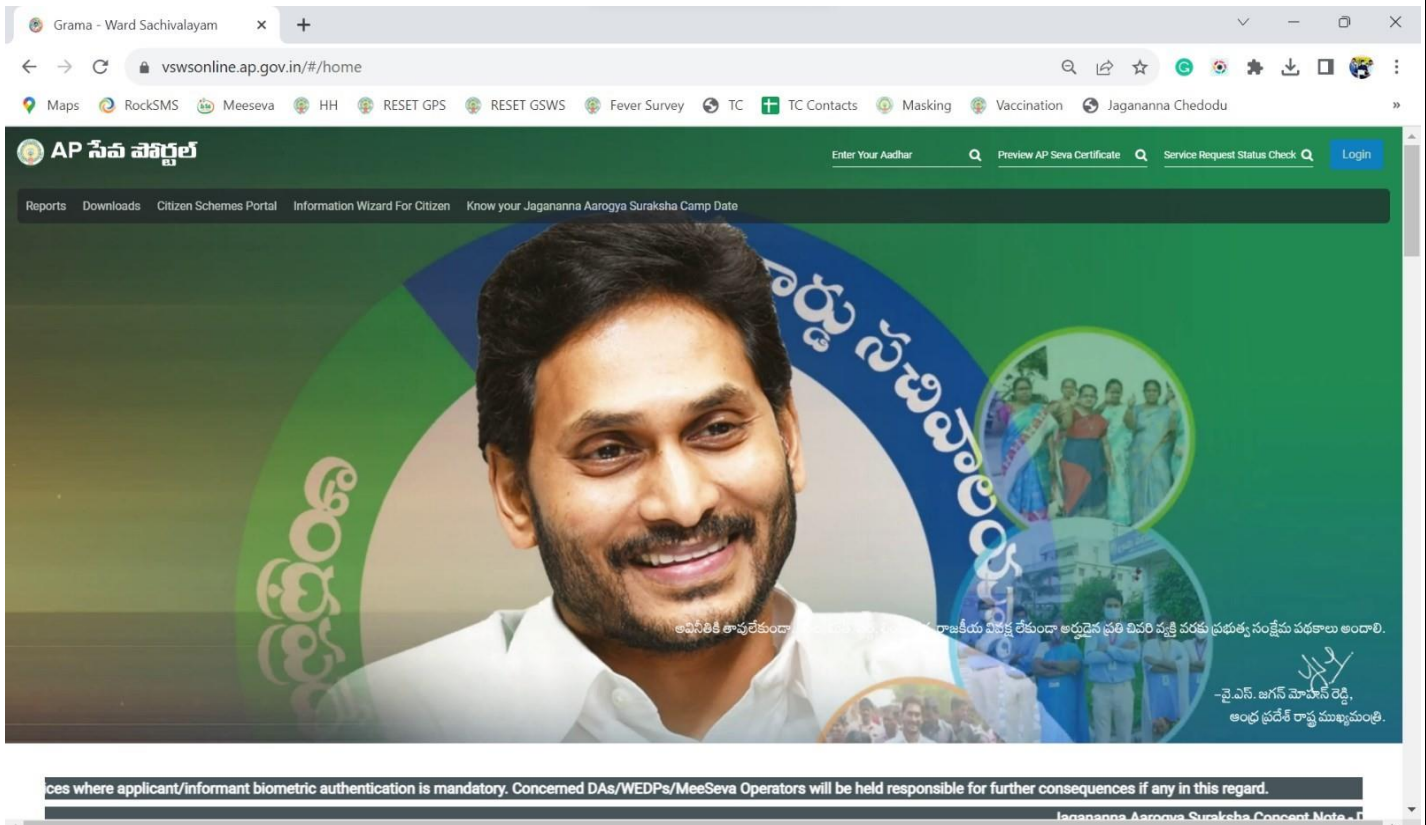 Grama - Ward Sachivalayam
vswsonline.ap.gov.in/#/home
Maps RockSMS Meeseva HH RESET GPS RESET GSWS Fever Survey TC TC Contacts Masking Vaccination Jagananna Chedodu »
AP సేవ పోర్టల్ Enter Your Aadhar Preview AP Seva Certificate Service Request Status Check Login
Reports Downloads Citizen Schemes Portal Information Wizard For Citizen Know your Jagananna Aarogya Suraksha Camp Date
వార్డు సచివాలయం
అవినీతికి తావులేకుండా రాజకీయ వివక్ష లేకుండా అర్హుడైన ప్రతి చివరి వ్యక్తి వరకు ప్రభుత్వ సంక్షేమ పథకాలు అందాలి.
-వై.ఎస్. జగన్ మోహన్ రెడ్డి,
ఆంధ్ర ప్రదేశ్ రాష్ట్ర ముఖ్యమంత్రి.
ices where applicant/informant biometric authentication is mandatory. Concerned DAs/WEDPs/MeeSeva Operators will be held responsible for further consequences if any in this regard.
Jagananna Aarogya Suraksha Concept Note - D